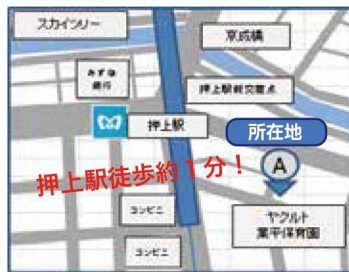 スカイツリー
京成橋
みずほ
銀行
押上駅前交差点
押上駅
所在地
押上駅徒歩約1分!
A
コンビニ
ヤクルト
業平保育園
コンビニ